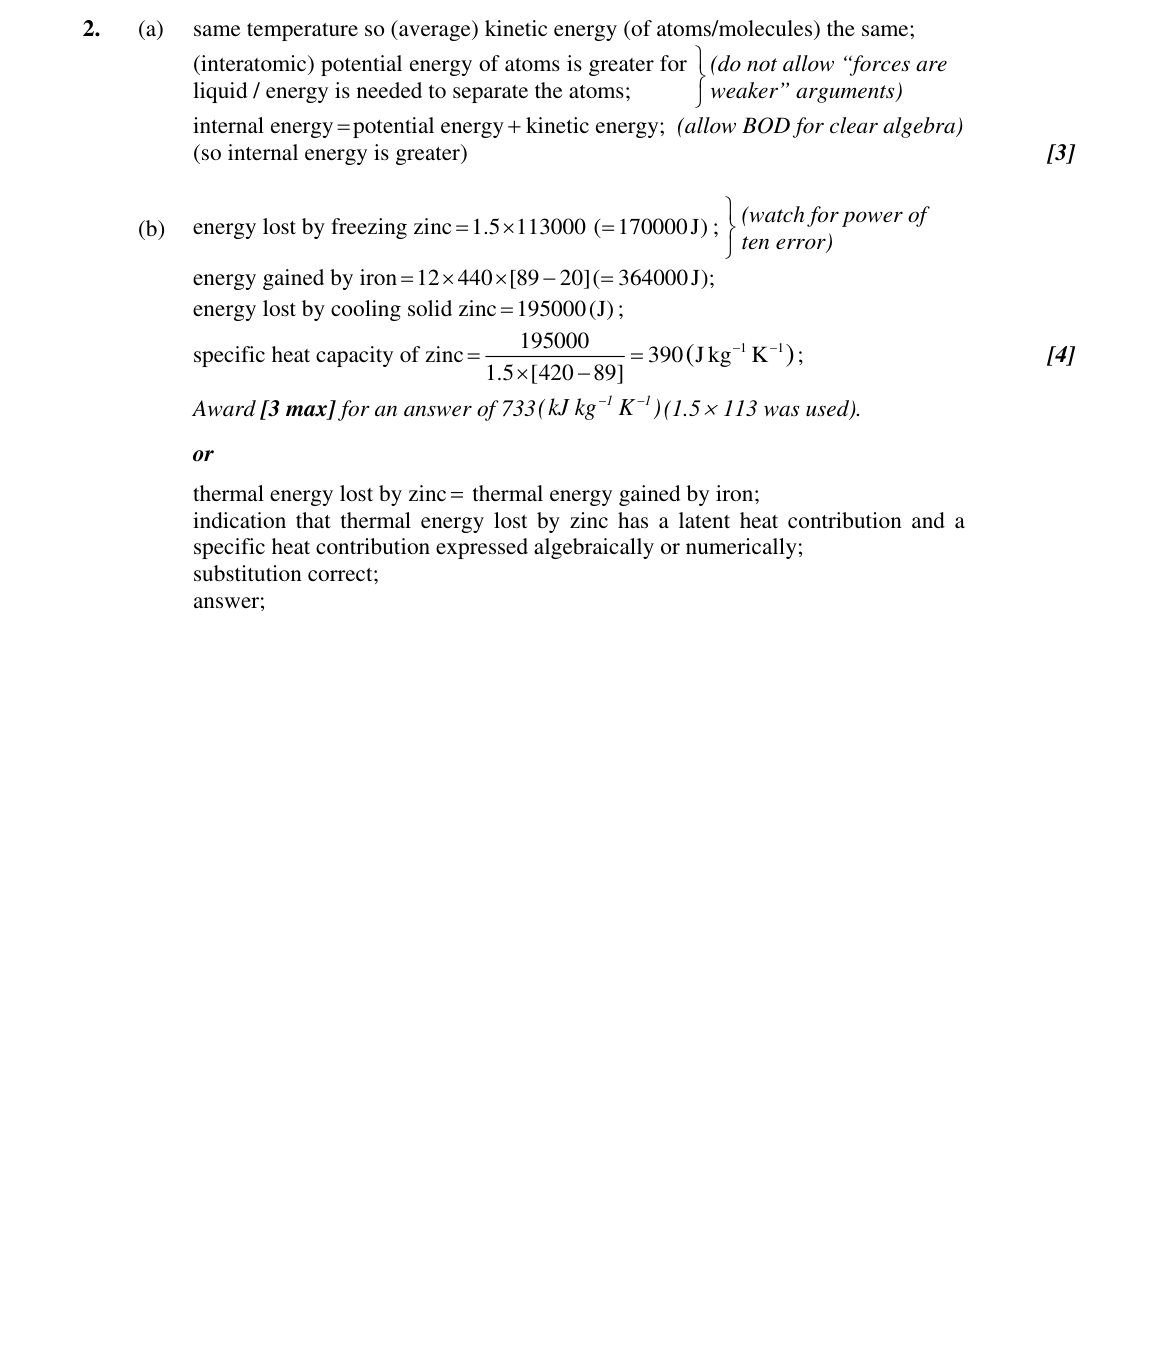 2. (a) same temperature so (average) kinetic energy (of atoms/molecules) the same;
(interatomic) potential energy of atoms is greater for (do not allow “forces are
liquid / energy is needed to separate the atoms; weaker” arguments)
internal energy = potential energy + kinetic energy; (allow BOD for clear algebra)
(so internal energy is greater) [3]
(b) energy lost by freezing zinc = 1.5×113000 (= 170000 J) ; (watch for power of
ten error)
energy gained by iron = 12×440×[89 − 20](= 364000 J);
energy lost by cooling solid zinc = 195000 (J) ;
specific heat capacity of zinc = 195000 / 1.5×[420 − 89] = 390 (J kg⁻¹ K⁻¹) ; [4]
Award [3 max] for an answer of 733(kJ kg⁻¹ K⁻¹)(1.5× 113 was used).
or
thermal energy lost by zinc = thermal energy gained by iron;
indication that thermal energy lost by zinc has a latent heat contribution and a
specific heat contribution expressed algebraically or numerically;
substitution correct;
answer;